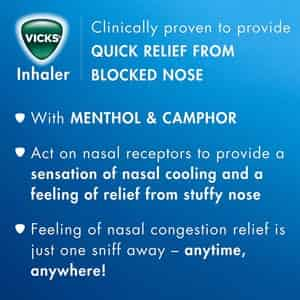 VICKS
Inhaler
Clinically proven to provide
QUICK RELIEF FROM
BLOCKED NOSE
With MENTHOL & CAMPHOR
Act on nasal receptors to provide a
sensation of nasal cooling and a
feeling of relief from stuffy nose
Feeling of nasal congestion relief is
just one sniff away – anytime,
anywhere!